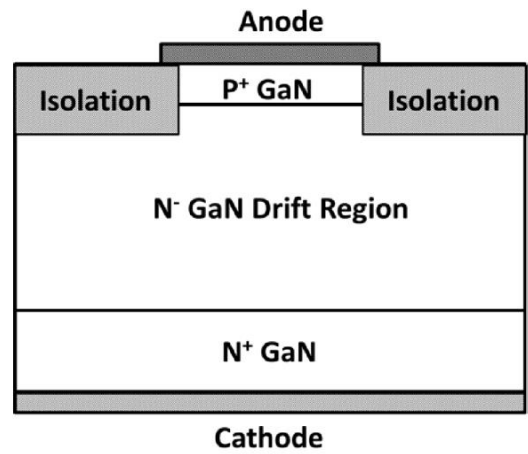 Anode
Isolation
P⁺ GaN
Isolation
N⁻ GaN Drift Region
N⁺ GaN
Cathode